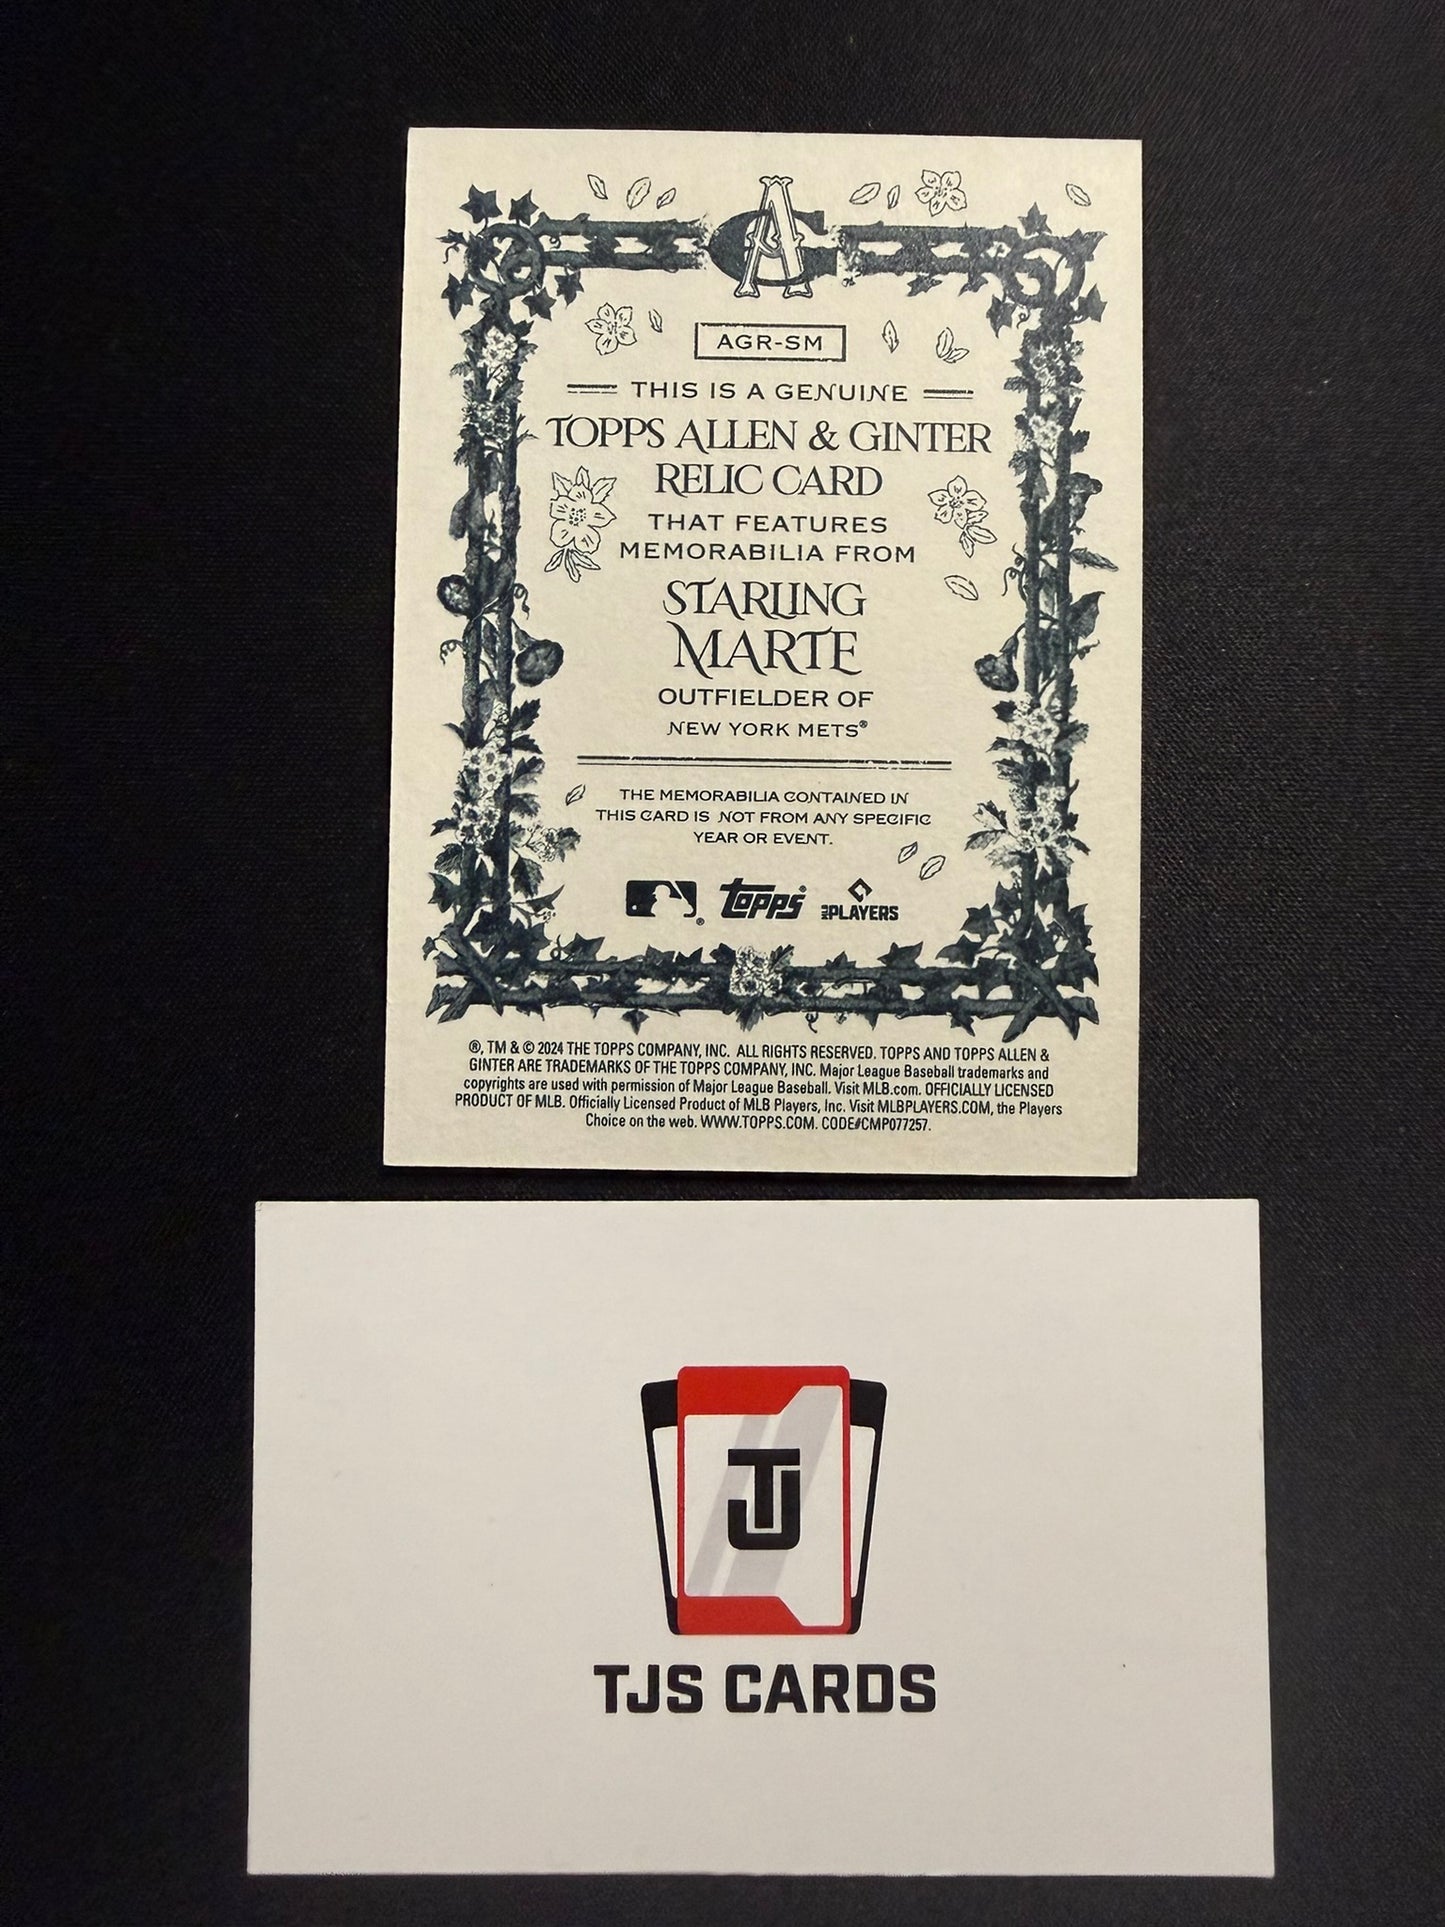 AG
AGR-SM
THIS IS A GENUINE
TOPPS ALLEN & GINTER
RELIC CARD
THAT FEATURES
MEMORABILIA FROM
STARLING
MARTE
OUTFIELDER OF
NEW YORK METS®
THE MEMORABILIA CONTAINED IN
THIS CARD IS NOT FROM ANY SPECIFIC
YEAR OR EVENT.
® topps MLB PLAYERS
®, TM & © 2024 THE TOPPS COMPANY, INC. ALL RIGHTS RESERVED. TOPPS AND TOPPS ALLEN &
GINTER ARE TRADEMARKS OF THE TOPPS COMPANY, INC. Major League Baseball trademarks and
copyrights are used with permission of Major League Baseball. Visit MLB.com. OFFICIALLY LICENSED
PRODUCT OF MLB. Officially Licensed Product of MLB Players, Inc. Visit MLBPLAYERS.COM, the Players
Choice on the web. WWW.TOPPS.COM. CODE#CMP077257.
TJ
TJS CARDS